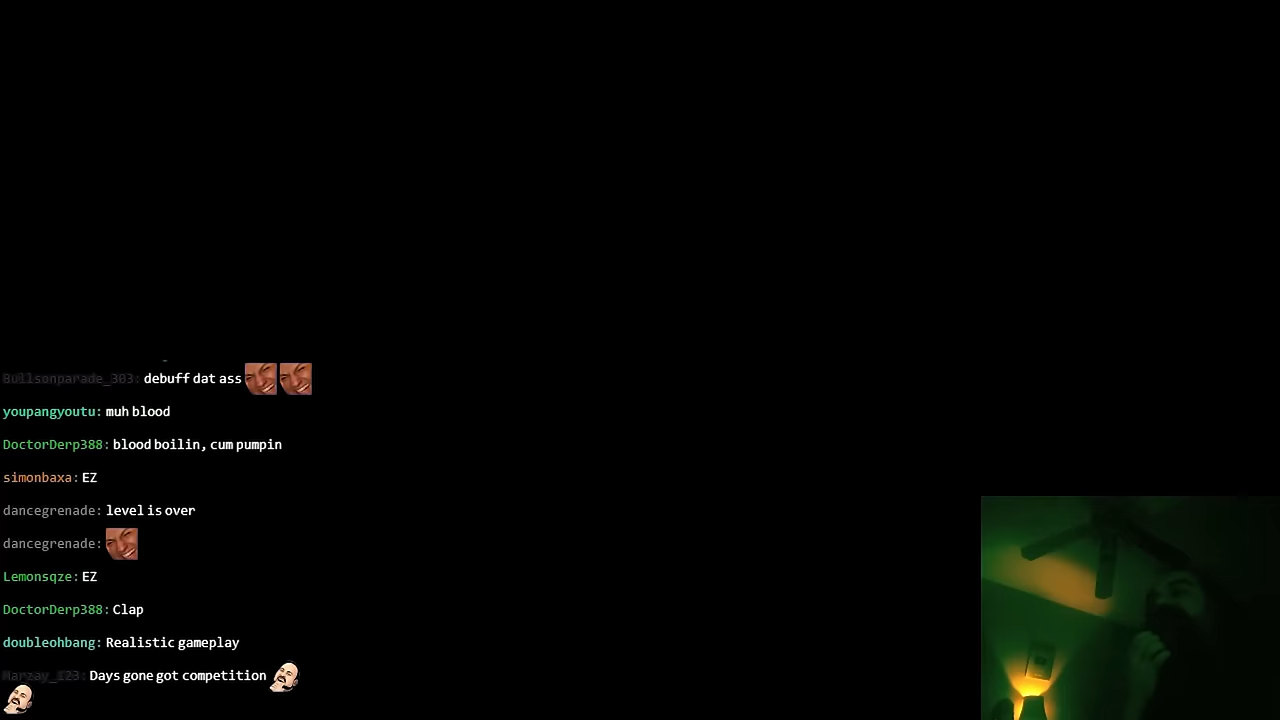 Bullsonparade_303: debuff dat ass
youpangyoutu: muh blood
DoctorDerp388: blood boilin, cum pumpin
simonbaxa: EZ
dancegrenade: level is over
dancegrenade:
Lemonsqze: EZ
DoctorDerp388: Clap
doubleohbang: Realistic gameplay
Marzay_123: Days gone got competition